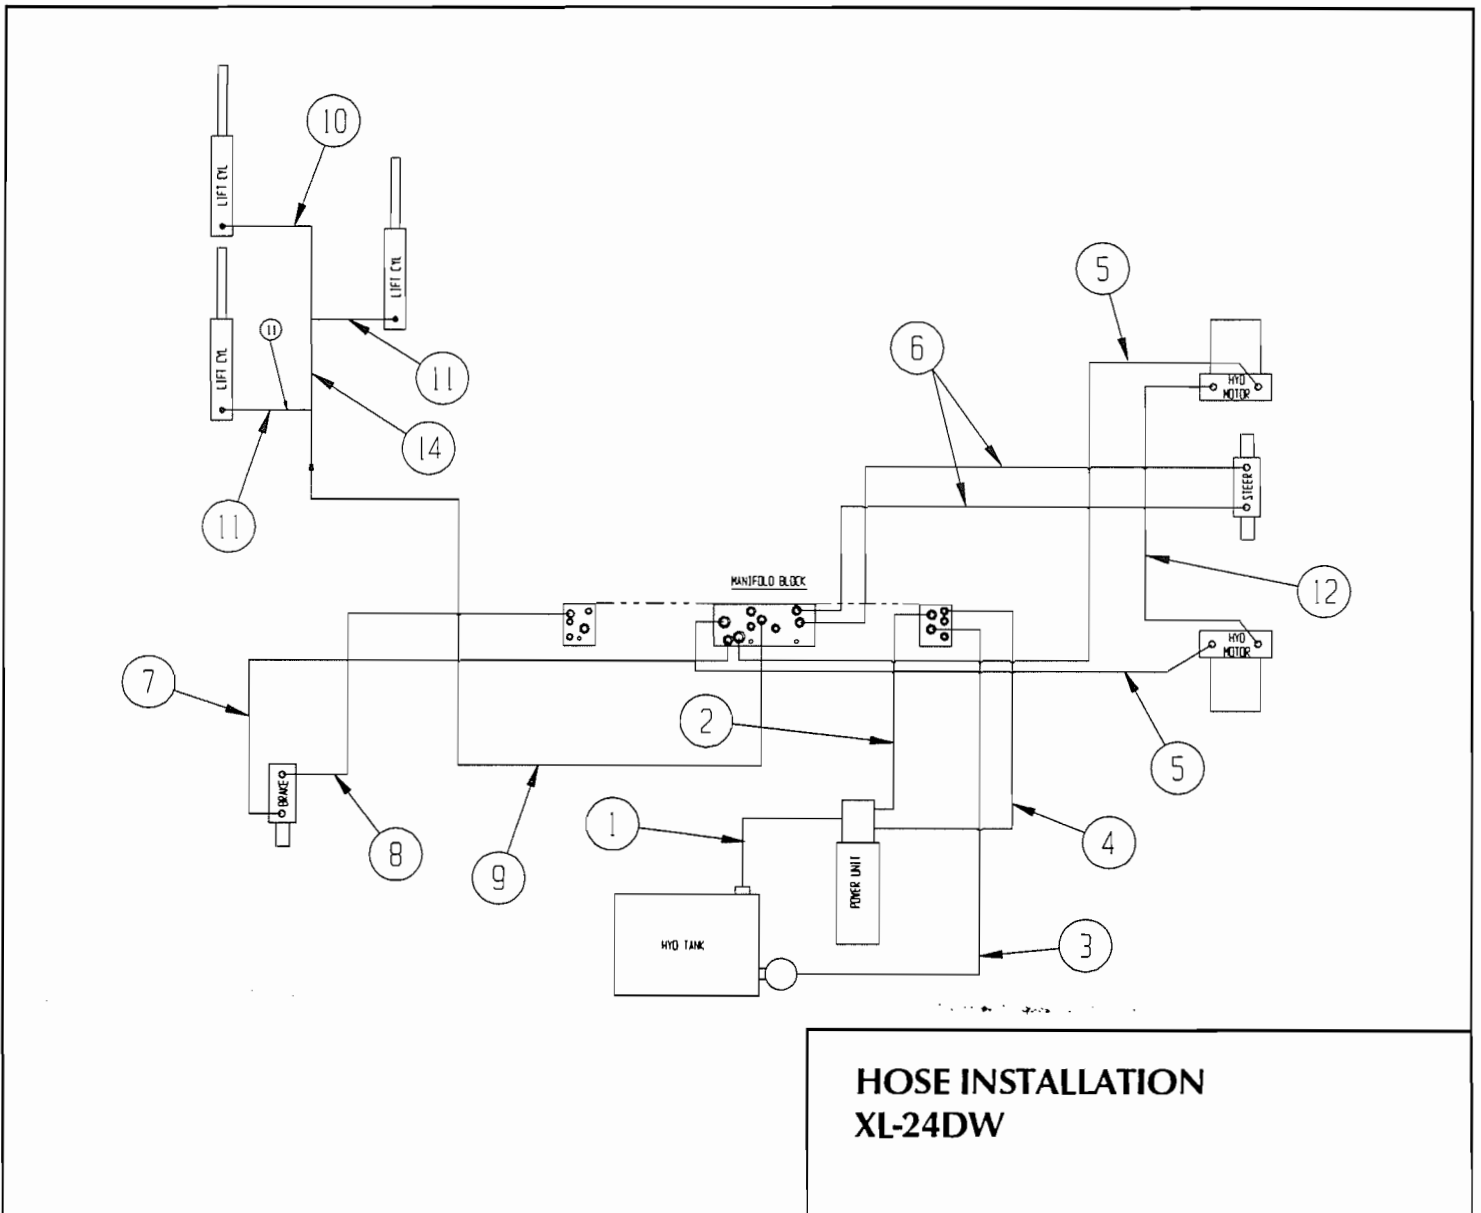 10
LIFT CYL
LIFT CYL
5
6
11
LIFT CYL
11
HYD
MOTOR
14
STEER
11
MANIFOLD BLOCK
12
HYD
MOTOR
7
2
5
BRAKE
1
4
8
POWER UNIT
9
HYD TANK
3
HOSE INSTALLATION
XL-24DW